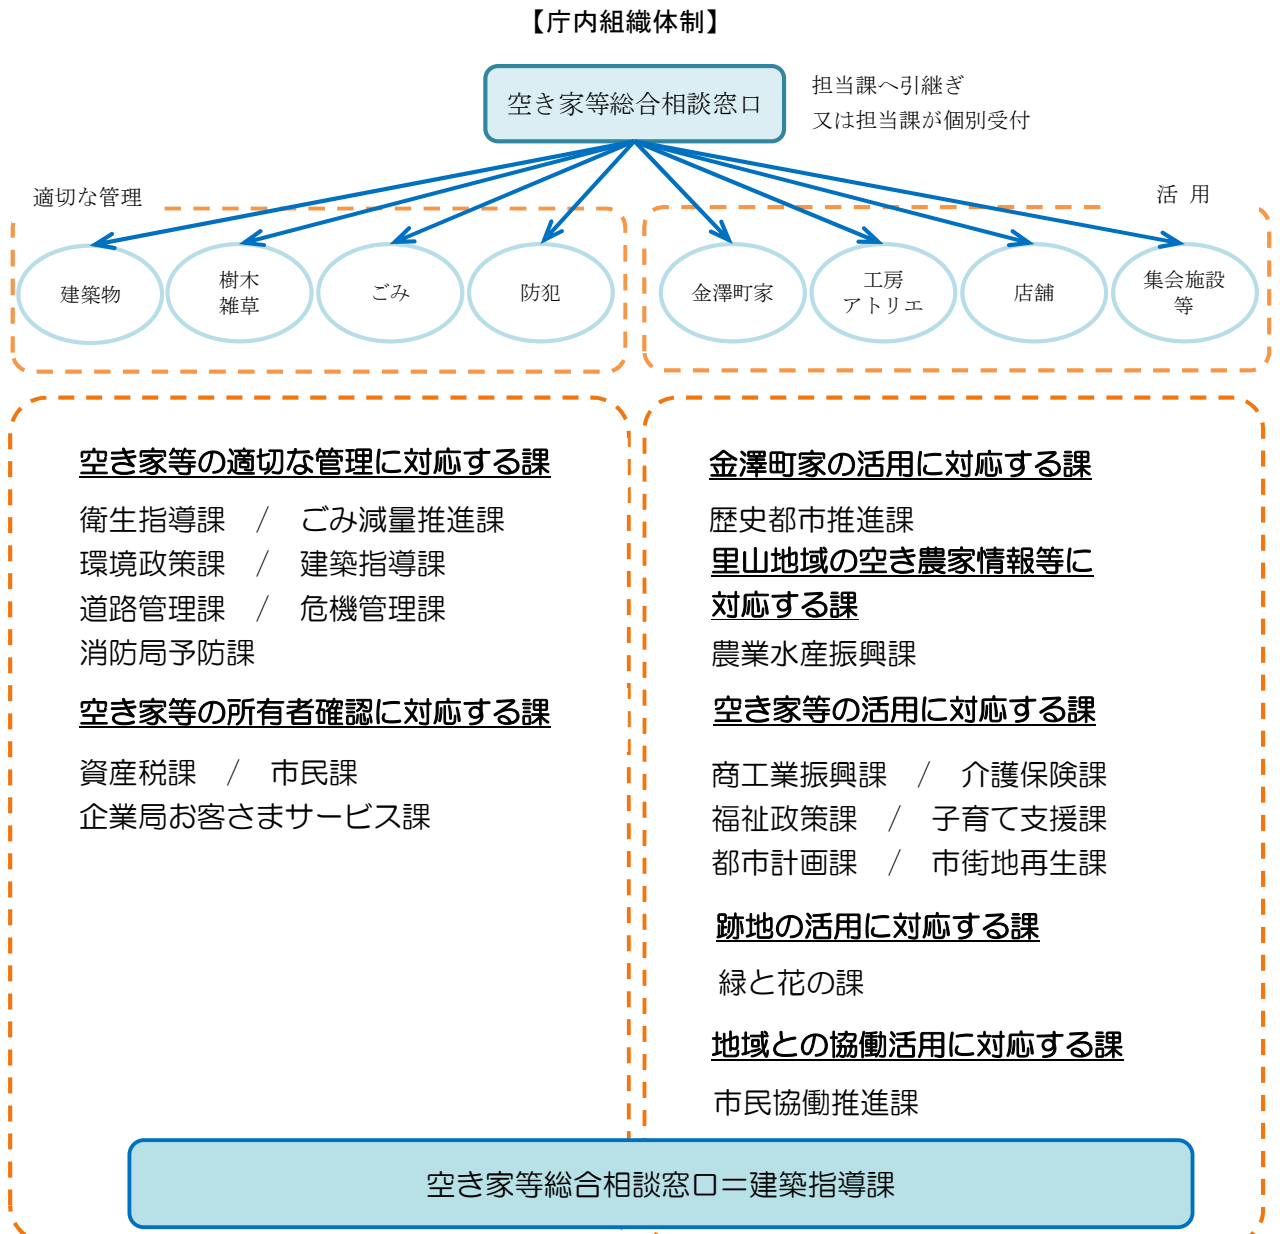 【庁内組織体制】
空き家等総合相談窓口
担当課へ引継ぎ
又は担当課が個別受付
適切な管理
活 用
建築物
樹木
雑草
ごみ
防犯
金澤町家
工房
アトリエ
店舗
集会施設
等
空き家等の適切な管理に対応する課
衛生指導課 / ごみ減量推進課
環境政策課 / 建築指導課
道路管理課 / 危機管理課
消防局予防課
空き家等の所有者確認に対応する課
資産税課 / 市民課
企業局お客さまサービス課
金澤町家の活用に対応する課
歴史都市推進課
里山地域の空き農家情報等に
対応する課
農業水産振興課
空き家等の活用に対応する課
商工業振興課 / 介護保険課
福祉政策課 / 子育て支援課
都市計画課 / 市街地再生課
跡地の活用に対応する課
緑と花の課
地域との協働活用に対応する課
市民協働推進課
空き家等総合相談窓口＝建築指導課